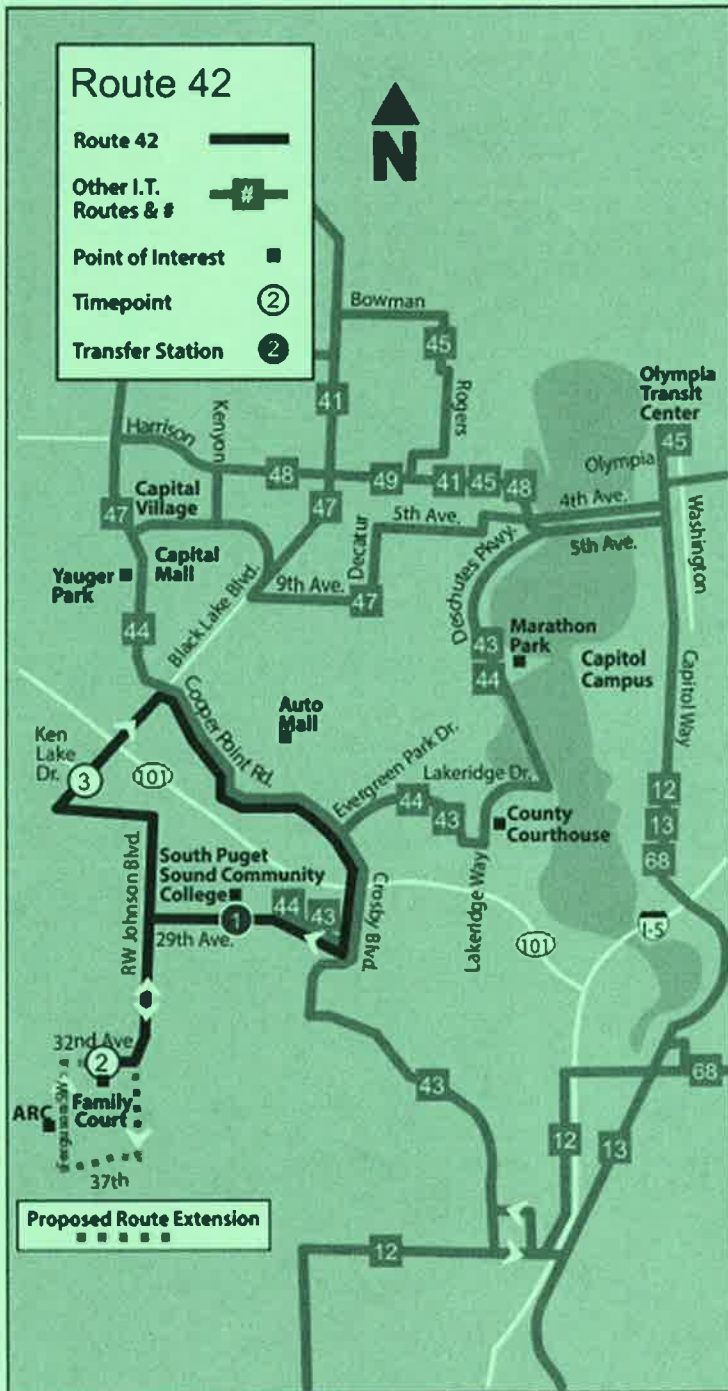 Route 42
Route 42
Other I.T.
Routes & #
#
Point of Interest
Timepoint
2
Transfer Station
2
N
Bowman
45
Rogers
Olympia
Transit
Center
45
41
Harrison
Kenyon
48
49
41
45
48
Olympia
4th Ave.
Washington
Capital
Village
47
47
5th Ave.
5th Ave.
Decatur
Capital
Mall
Yauger
Park
9th Ave.
47
Deschutes Pkwy.
Black Lake Blvd.
44
43
44
Marathon
Park
Capitol
Campus
Capitol Way
Auto
Mall
Cooper Point Rd.
Ken
Lake
Dr.
3
101
Evergreen Park Dr.
Lakeridge Dr.
44
43
County
Courthouse
12
13
68
South Puget
Sound Community
College
44
43
1
29th Ave.
RW Johnson Blvd.
Crosby Blvd.
Lakeridge Way
101
I-5
32nd Ave
2
Family
Court
ARC
Ferguson SW
37th
43
68
12
13
Proposed Route Extension
12